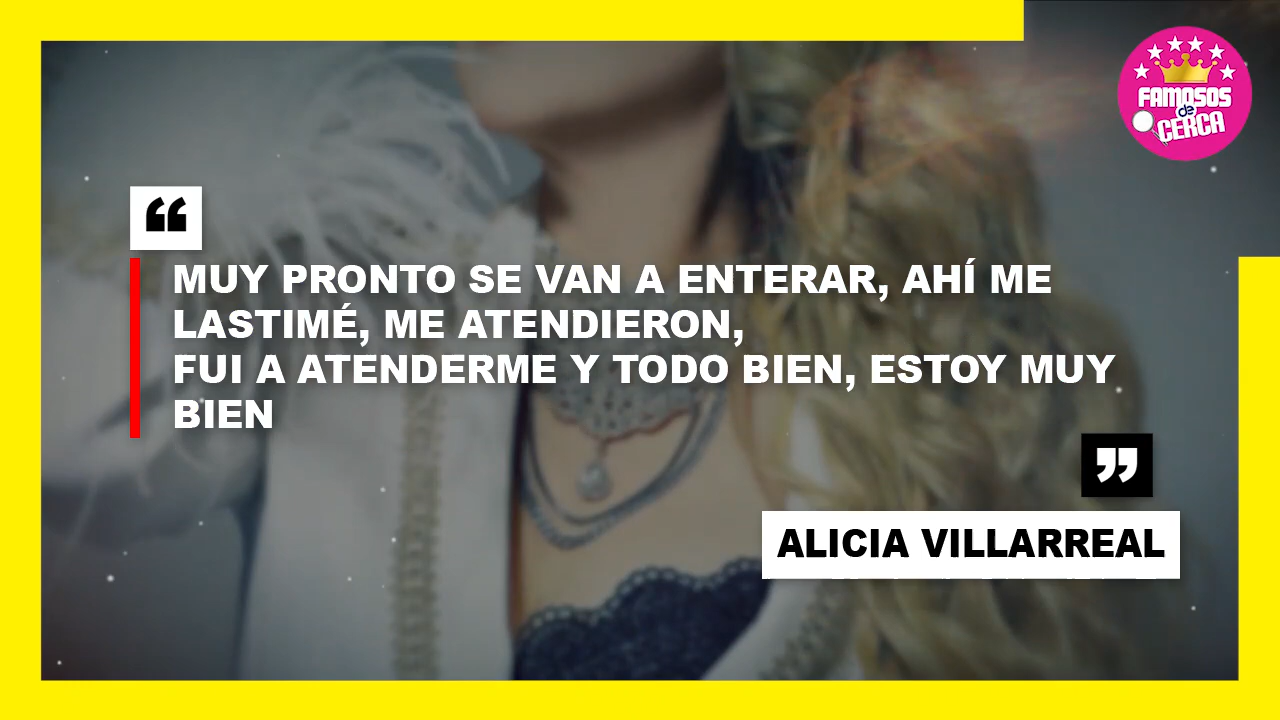 FAMOSOS
de
CERCA
“
MUY PRONTO SE VAN A ENTERAR, AHÍ ME
LASTIMÉ, ME ATENDIERON,
FUI A ATENDERME Y TODO BIEN, ESTOY MUY
BIEN
”
ALICIA VILLARREAL